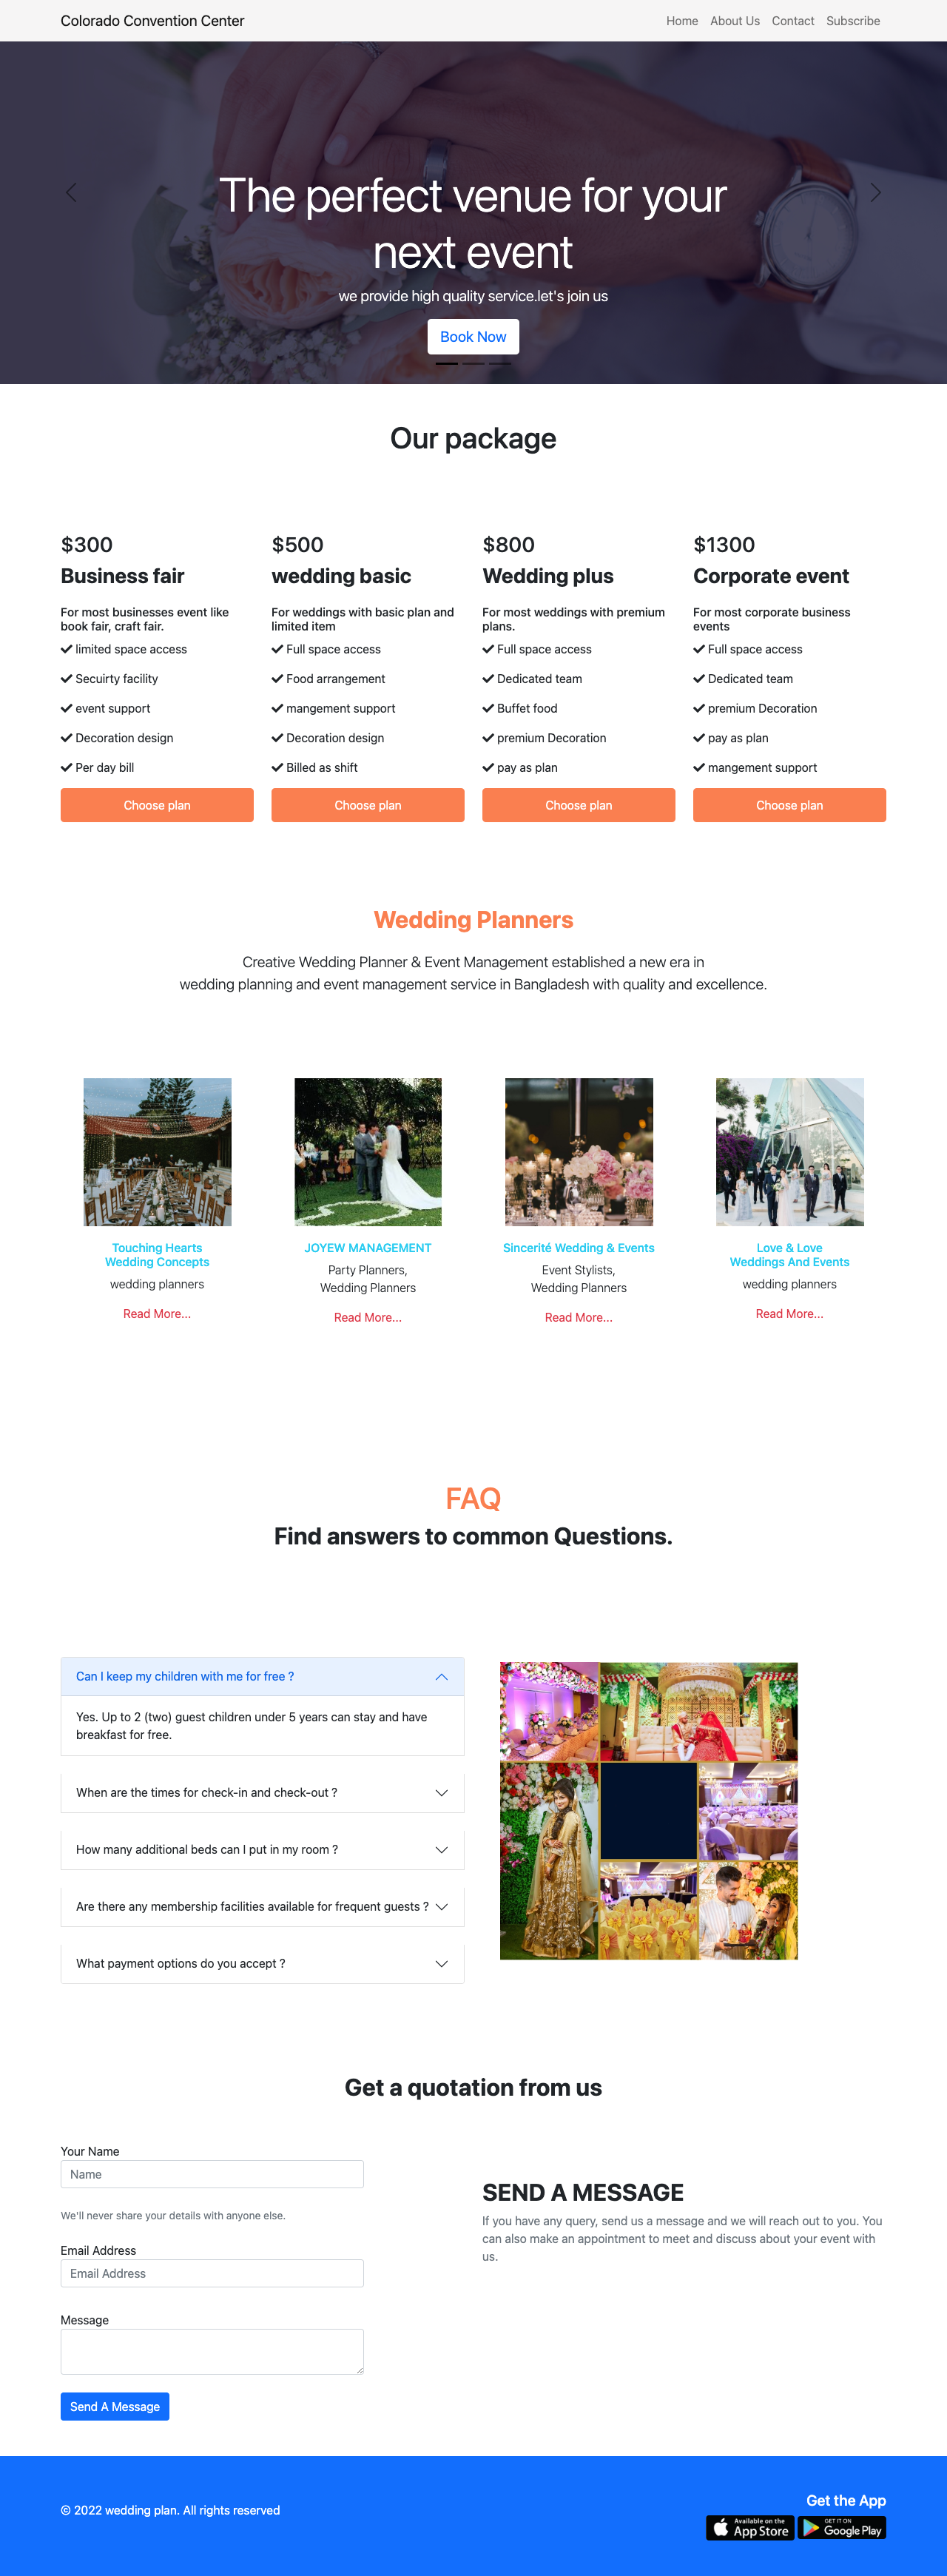 Colorado Convention Center
Home About Us Contact Subscribe
The perfect venue for your
next event
we provide high quality service.let's join us
Book Now
Our package
$300
Business fair
For most businesses event like
book fair, craft fair.
limited space access
Secuirty facility
event support
Decoration design
Per day bill
Choose plan
$500
wedding basic
For weddings with basic plan and
limited item
Full space access
Food arrangement
mangement support
Decoration design
Billed as shift
Choose plan
$800
Wedding plus
For most weddings with premium
plans.
Full space access
Dedicated team
Buffet food
premium Decoration
pay as plan
Choose plan
$1300
Corporate event
For most corporate business
events
Full space access
Dedicated team
premium Decoration
pay as plan
mangement support
Choose plan
Wedding Planners
Creative Wedding Planner & Event Management established a new era in
wedding planning and event management service in Bangladesh with quality and excellence.
Touching Hearts
Wedding Concepts
wedding planners
Read More...
JOYEW MANAGEMENT
Party Planners,
Wedding Planners
Read More...
Sincerité Wedding & Events
Event Stylists,
Wedding Planners
Read More...
Love & Love
Weddings And Events
wedding planners
Read More...
FAQ
Find answers to common Questions.
Can I keep my children with me for free ?
Yes. Up to 2 (two) guest children under 5 years can stay and have
breakfast for free.
When are the times for check-in and check-out ?
How many additional beds can I put in my room ?
Are there any membership facilities available for frequent guests ?
What payment options do you accept ?
Get a quotation from us
Your Name
Name
We'll never share your details with anyone else.
Email Address
Email Address
Message
Send A Message
SEND A MESSAGE
If you have any query, send us a message and we will reach out to you. You
can also make an appointment to meet and discuss about your event with
us.
© 2022 wedding plan. All rights reserved
Get the App
Available on the
App Store
GET IT ON
Google Play